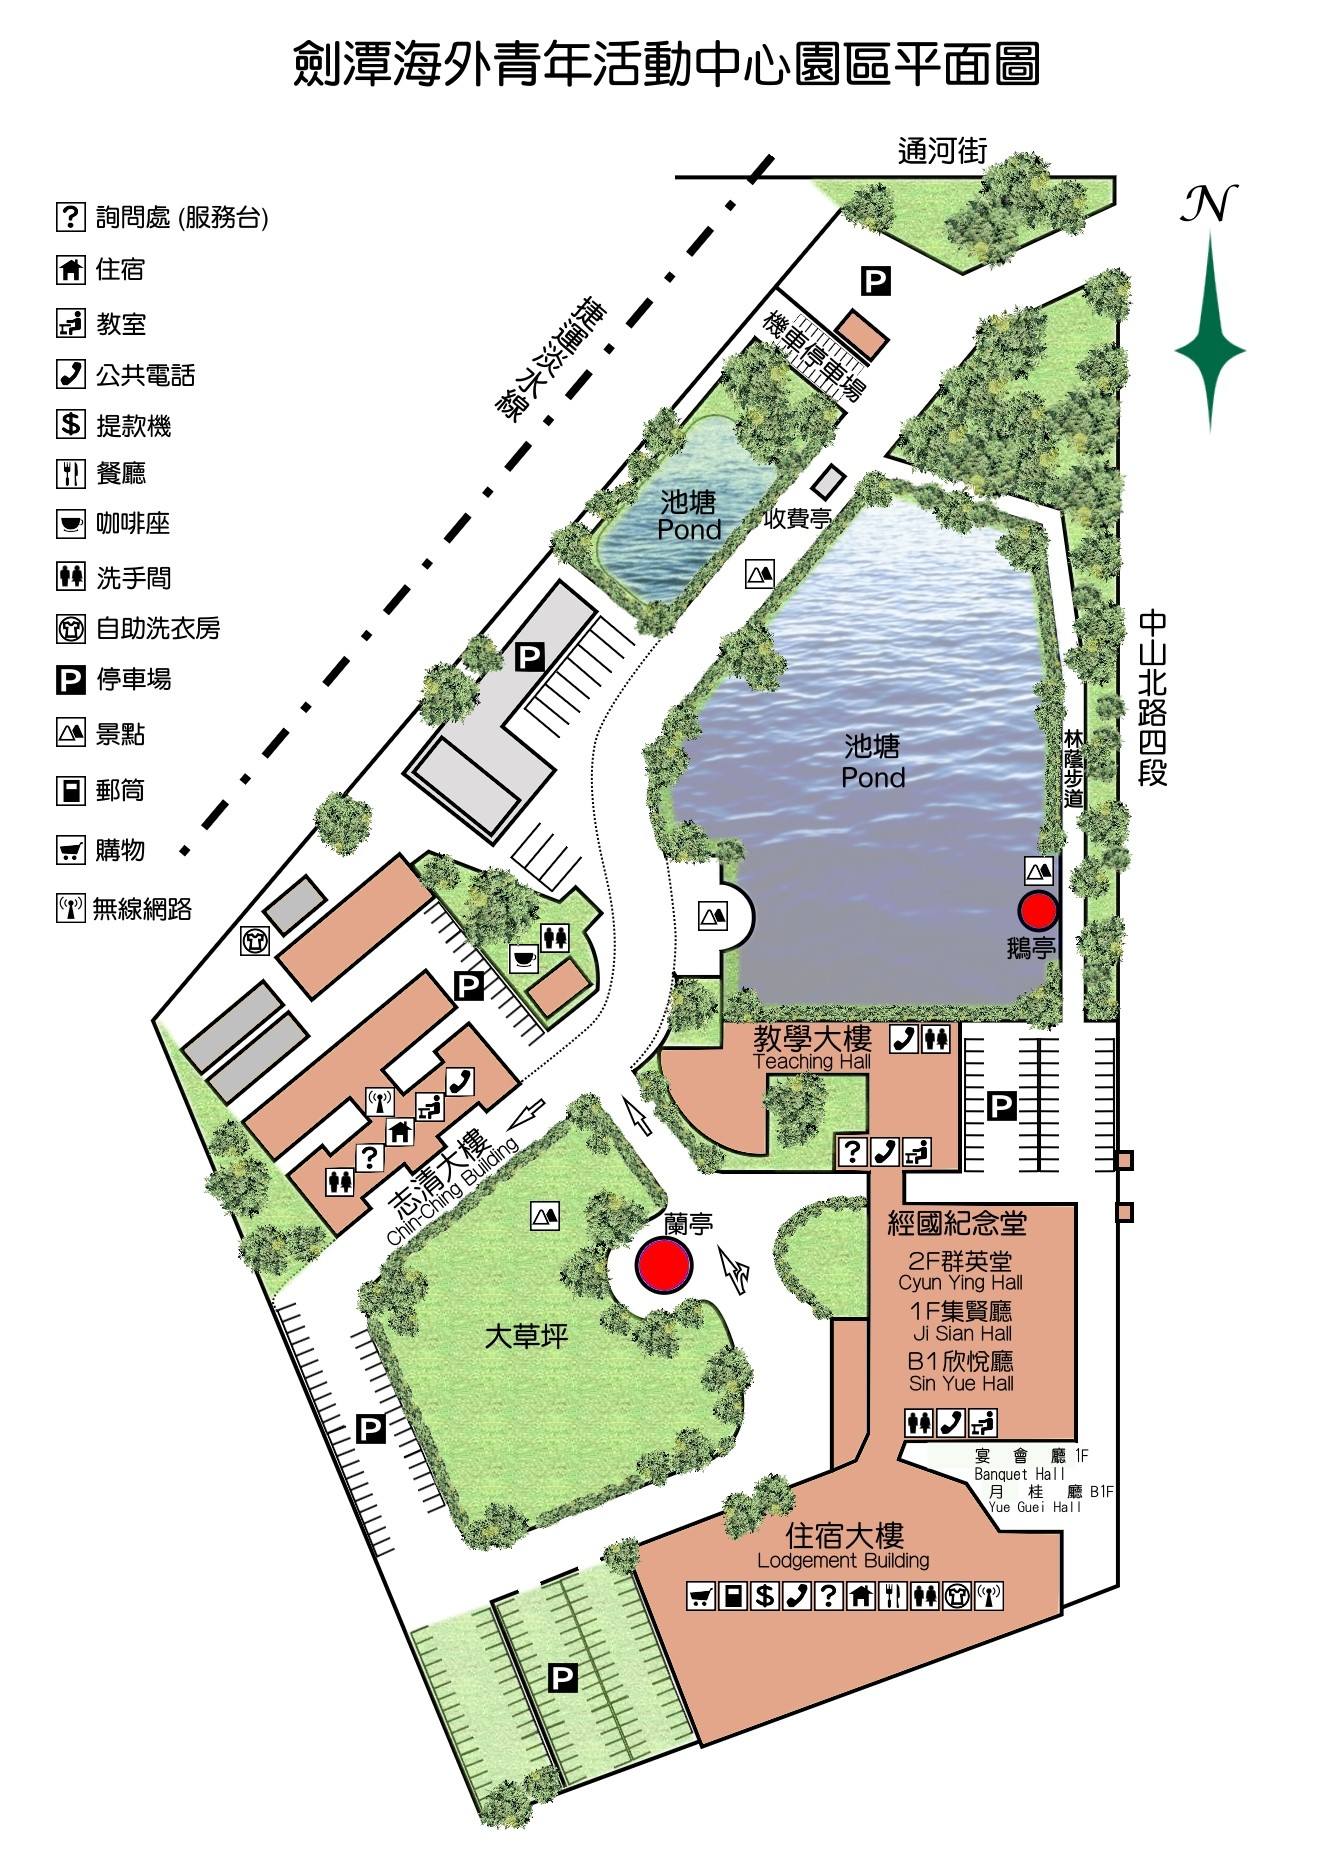 劍潭海外青年活動中心園區平面圖
通河街
N
詢問處 (服務台)
住宿
教室
公共電話
提款機
餐廳
咖啡座
洗手間
自助洗衣房
停車場
景點
郵筒
購物
無線網路
捷運淡水線
P
機車停車場
池塘
Pond
收費亭
P
池塘
Pond
中山北路四段
林蔭步道
鵝亭
P
教學大樓
Teaching Hall
P
志清大樓
Chin-Ching Building
蘭亭
大草坪
P
經國紀念堂
2F群英堂
Cyun Ying Hall
1F集賢廳
Ji Sian Hall
B1欣悅廳
Sin Yue Hall
宴會廳 1F
Banquet Hall
月桂廳 B1F
Yue Guei Hall
住宿大樓
Lodgement Building
P